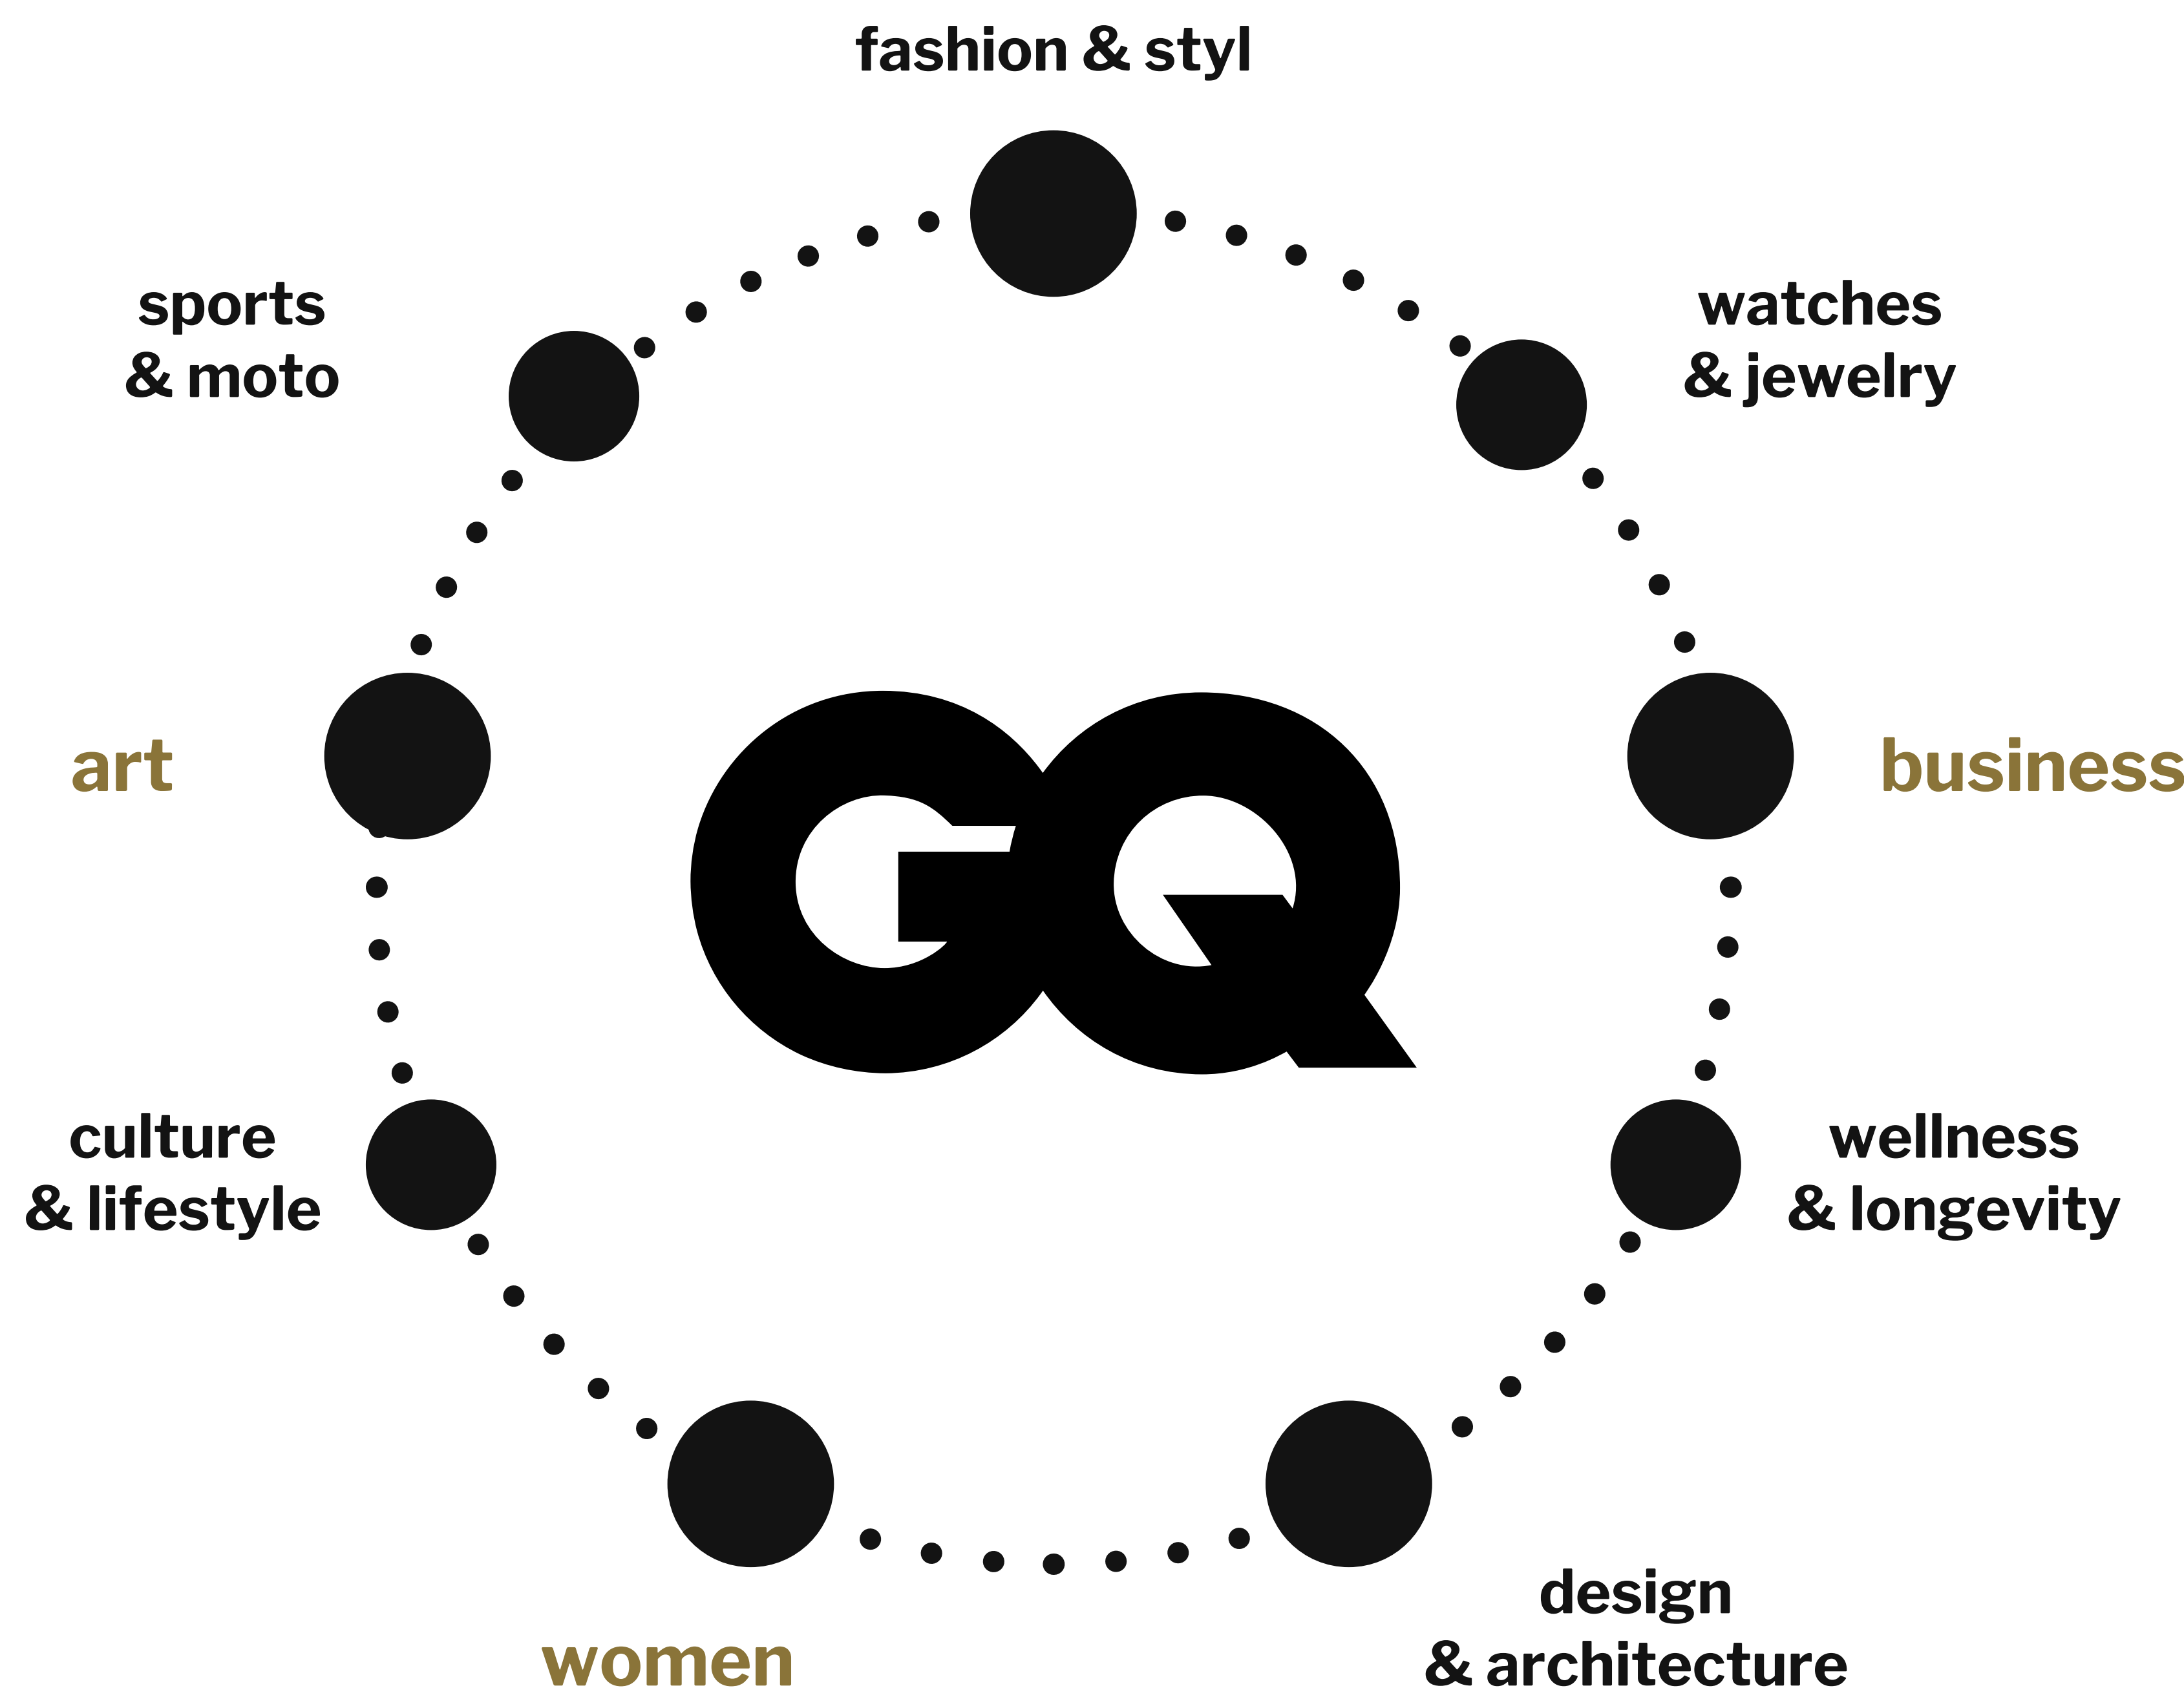 fashion & styl
sports
& moto
watches
& jewelry
art
GQ
business
culture
& lifestyle
wellness
& longevity
women
design
& architecture